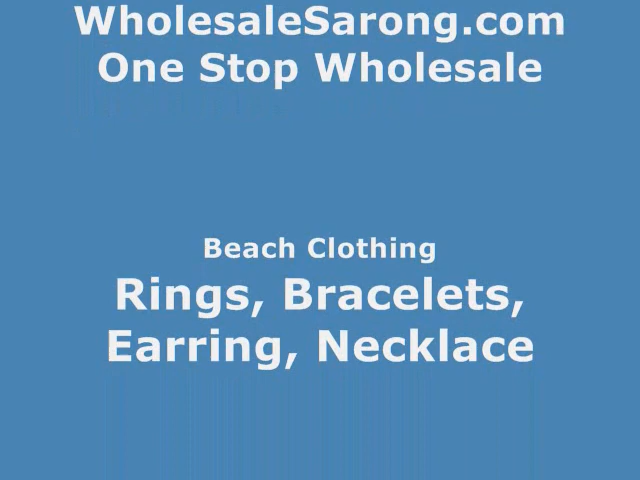 WholesaleSarong.com
One Stop Wholesale
Beach Clothing
Rings, Bracelets,
Earring, Necklace